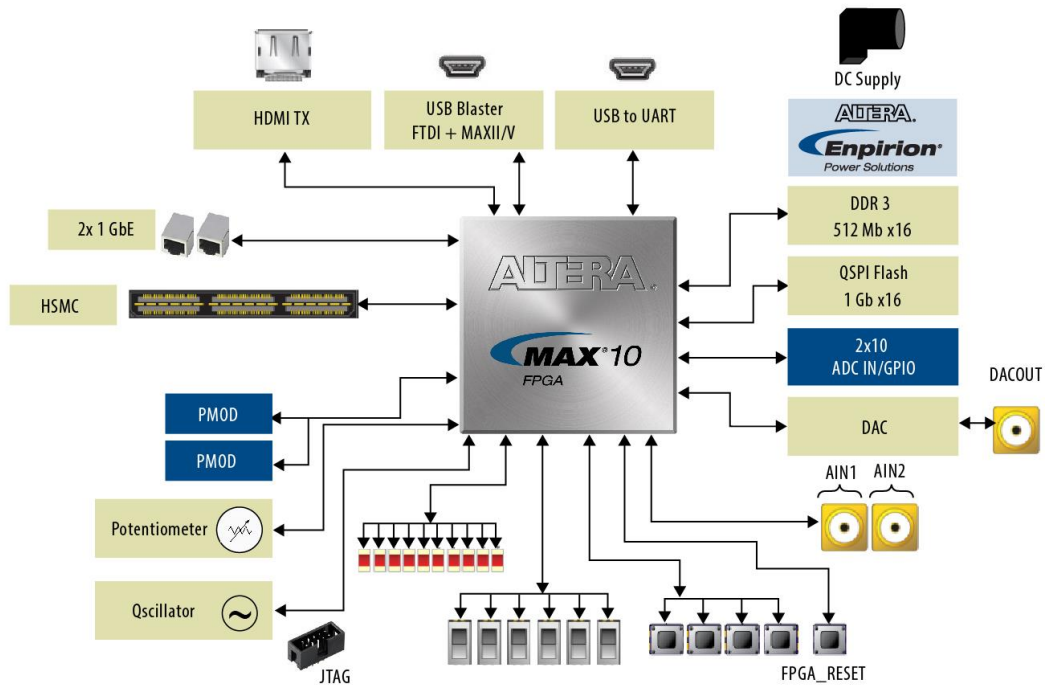 HDMI TX
USB Blaster
FTDI + MAXII/V
USB to UART
DC Supply
ALTERA.
Enpirion®
Power Solutions
DDR 3
512 Mb x16
QSPI Flash
1 Gb x16
2x10
ADC IN/GPIO
DAC
DACOUT
AIN1
AIN2
2x 1 GbE
HSMC
ALTERA®
MAX®10
FPGA
PMOD
PMOD
Potentiometer
Qscillator
JTAG
FPGA_RESET